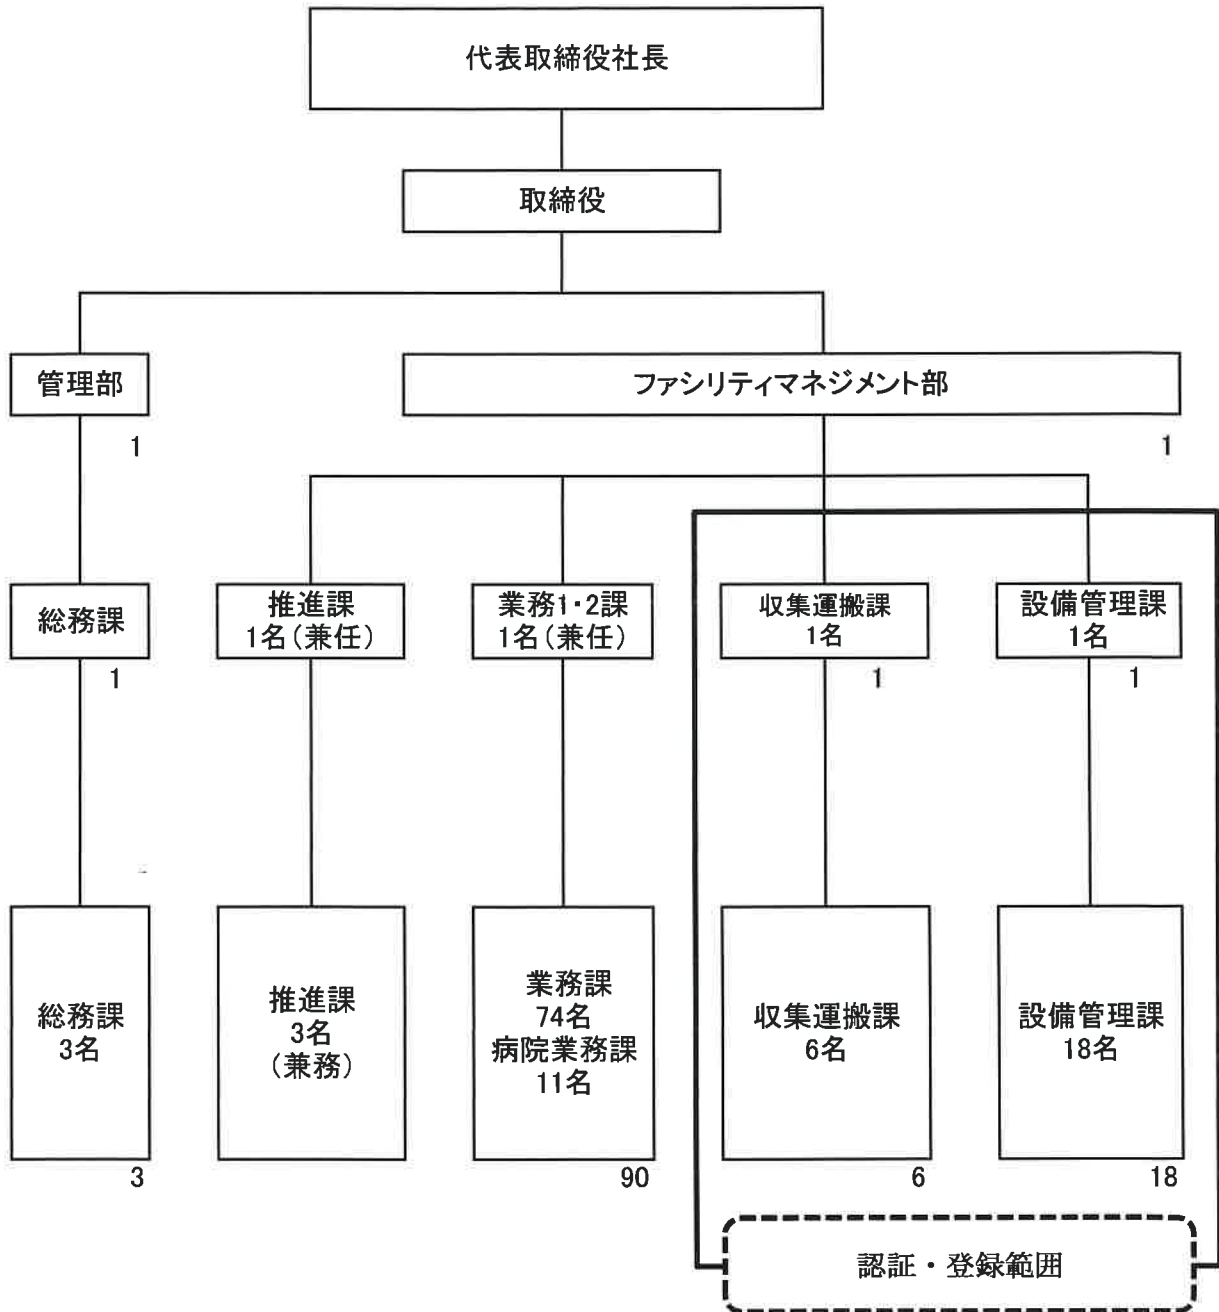 代表取締役社長
取締役
管理部
ファシリティマネジメント部
1
1
総務課
推進課
1名(兼任)
業務1・2課
1名(兼任)
収集運搬課
1名
設備管理課
1名
1
1
1
総務課
3名
推進課
3名
(兼務)
業務課
74名
病院業務課
11名
収集運搬課
6名
設備管理課
18名
3
90
6
18
認証・登録範囲